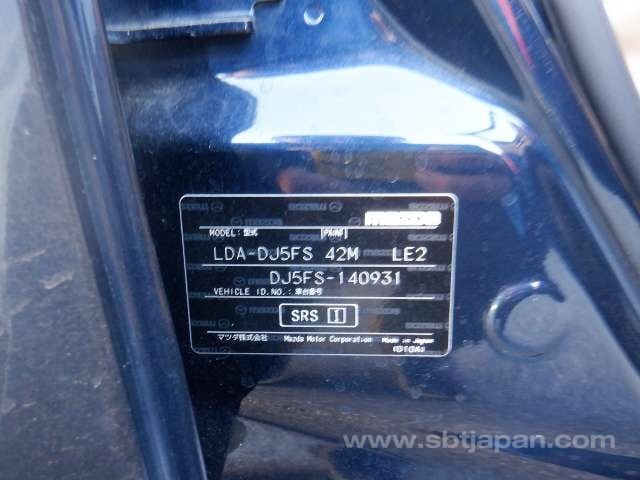 mazda
MODEL: 型式 PAINT
LDA-DJ5FS 42M LE2
DJ5FS-140931
VEHICLE ID.NO.: 車台番号
SRS I
マツダ株式会社 Mazda Motor Corporation Made in Japan
www.sbtjapan.com